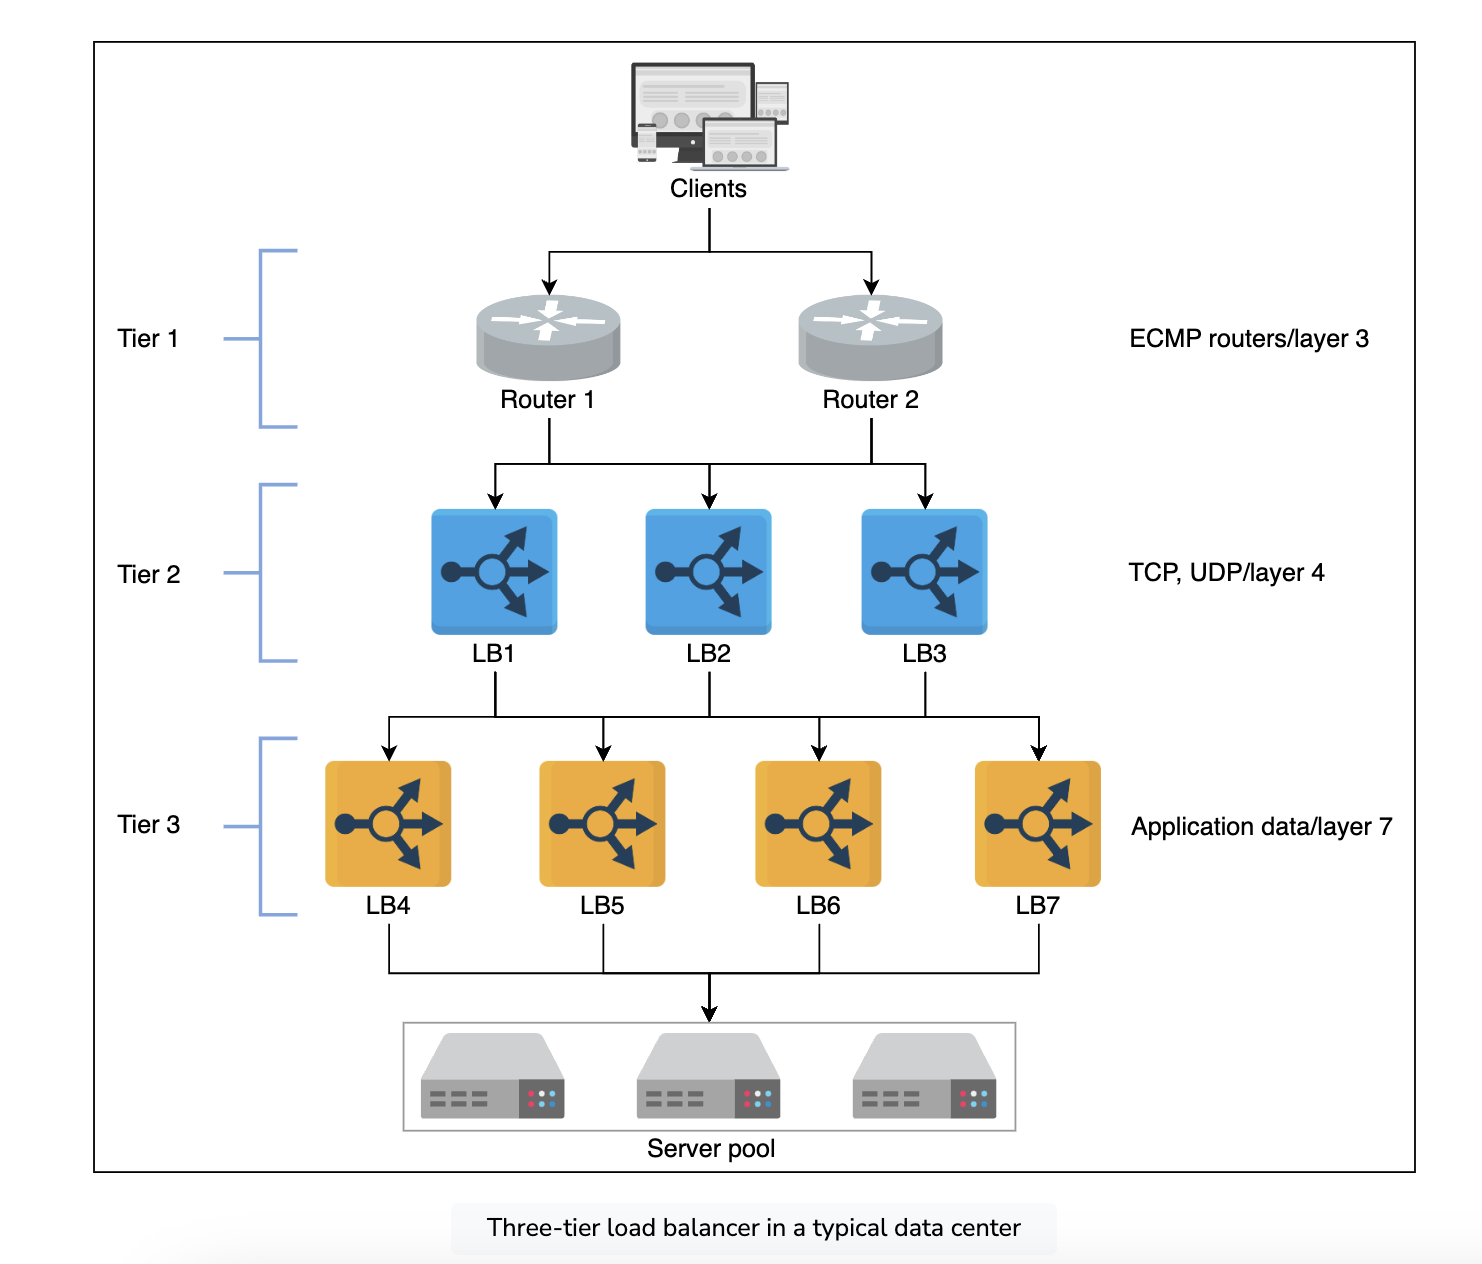 Clients
Tier 1
ECMP routers/layer 3
Router 1
Router 2
Tier 2
TCP, UDP/layer 4
LB1
LB2
LB3
Tier 3
Application data/layer 7
LB4
LB5
LB6
LB7
Server pool
Three-tier load balancer in a typical data center